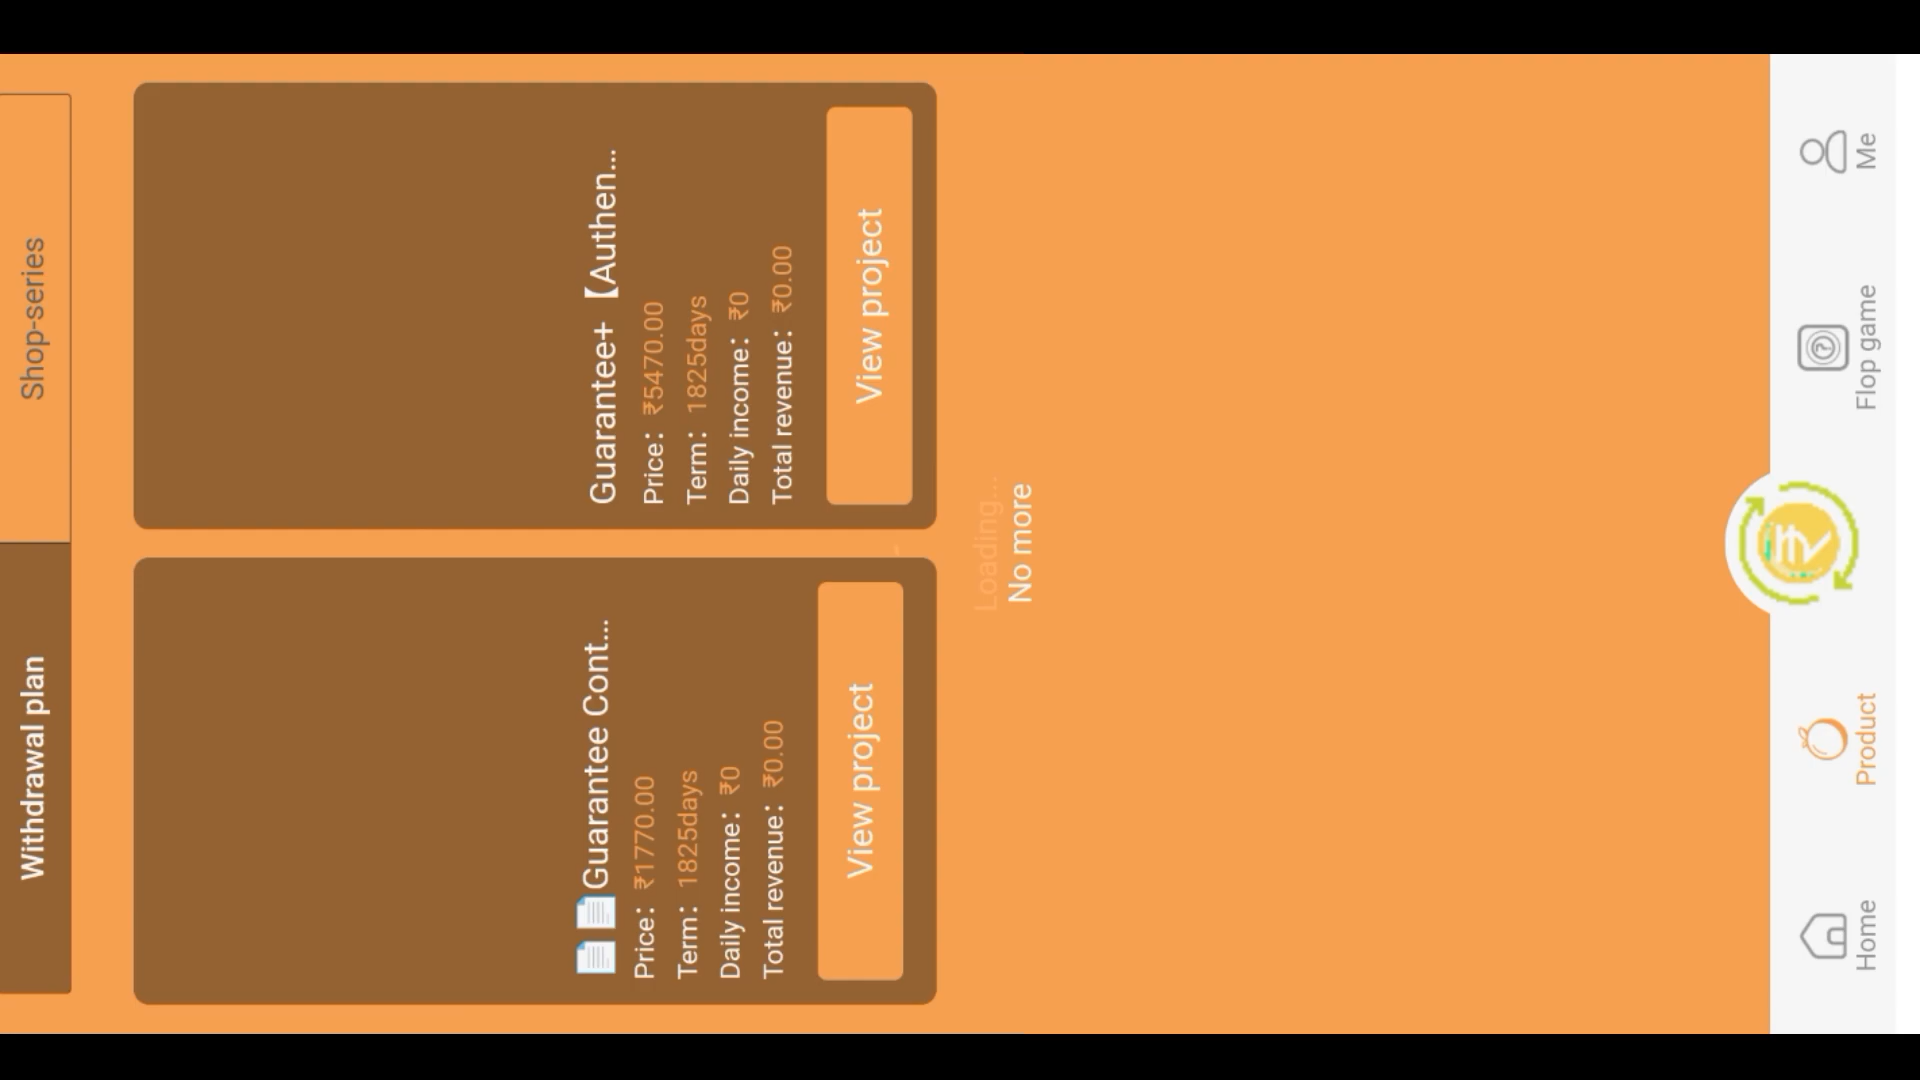 Withdrawal plan
Shop-series
📄📄Guarantee Cont...
Price: ₹1770.00
Term: 1825days
Daily income: ₹0
Total revenue: ₹0.00
View project
Guarantee+【Authen...
Price: ₹5470.00
Term: 1825days
Daily income: ₹0
Total revenue: ₹0.00
View project
Loading...
No more
Home
Product
Flop game
Me